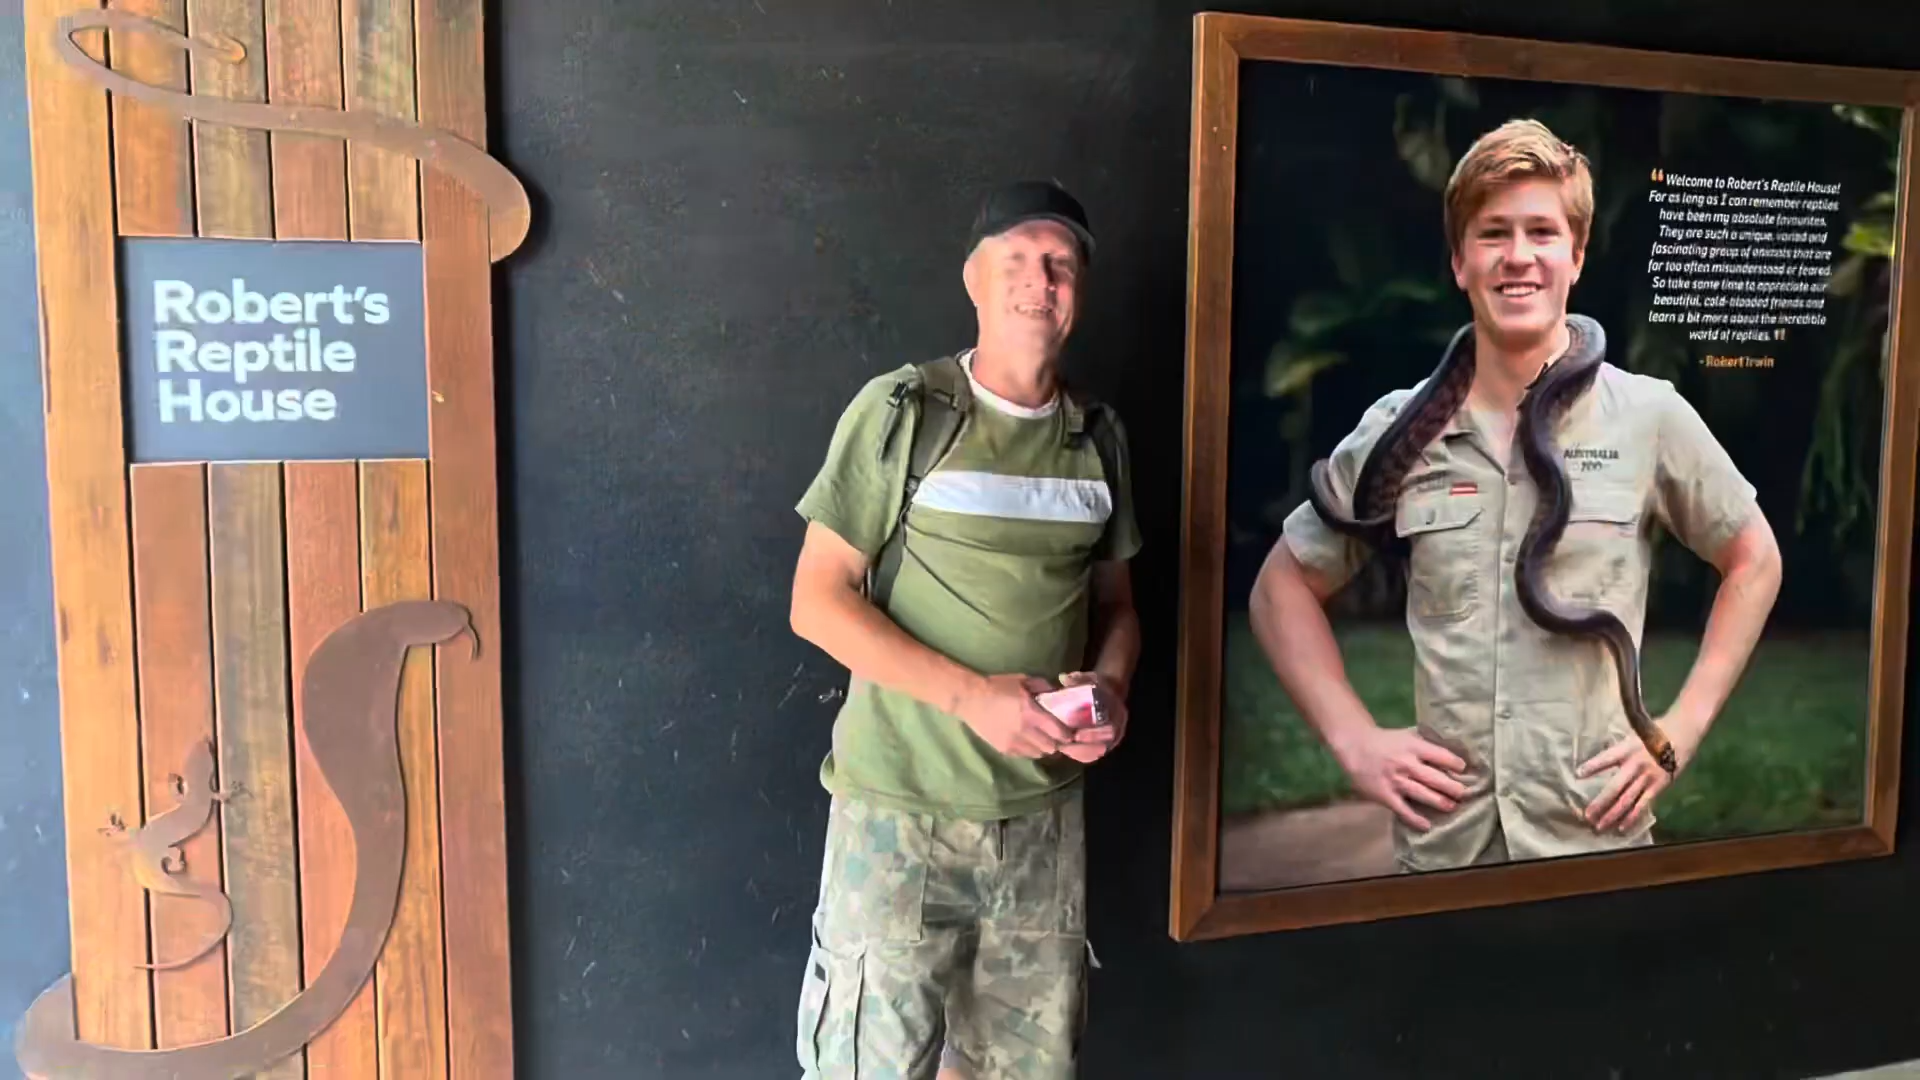 Robert's
Reptile
House
“ Welcome to Robert's Reptile House!
For as long as I can remember reptiles
have been my absolute favourites.
They are such a unique, varied and
fascinating group of animals that are
far too often misunderstood or feared.
So take some time to appreciate our
beautiful, cold-blooded friends and
learn a bit more about the incredible
world of reptiles. ”
- Robert Irwin
AUSTRALIA
ZOO